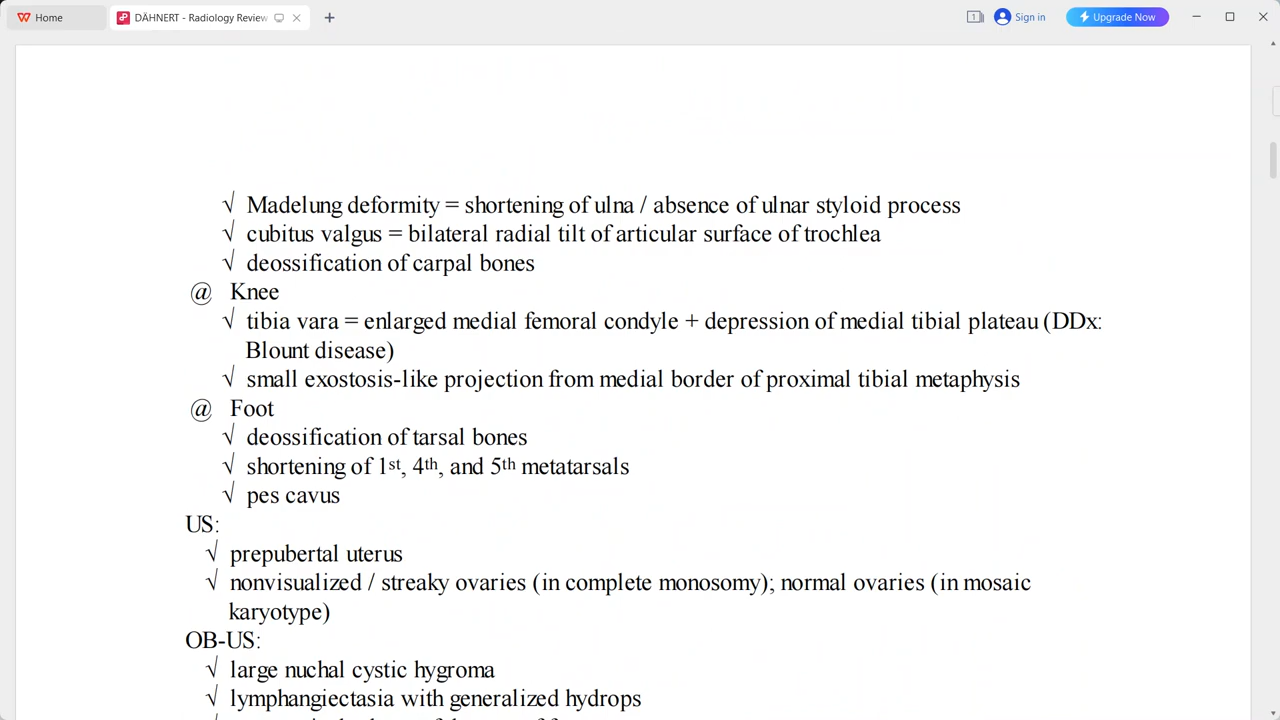 Home
DÄHNERT - Radiology Review
1
Sign in
Upgrade Now
√ Madelung deformity = shortening of ulna / absence of ulnar styloid process
√ cubitus valgus = bilateral radial tilt of articular surface of trochlea
√ deossification of carpal bones
@ Knee
√ tibia vara = enlarged medial femoral condyle + depression of medial tibial plateau (DDx:
Blount disease)
√ small exostosis-like projection from medial border of proximal tibial metaphysis
@ Foot
√ deossification of tarsal bones
√ shortening of 1st, 4th, and 5th metatarsals
√ pes cavus
US:
√ prepubertal uterus
√ nonvisualized / streaky ovaries (in complete monosomy); normal ovaries (in mosaic
karyotype)
OB-US:
√ large nuchal cystic hygroma
√ lymphangiectasia with generalized hydrops